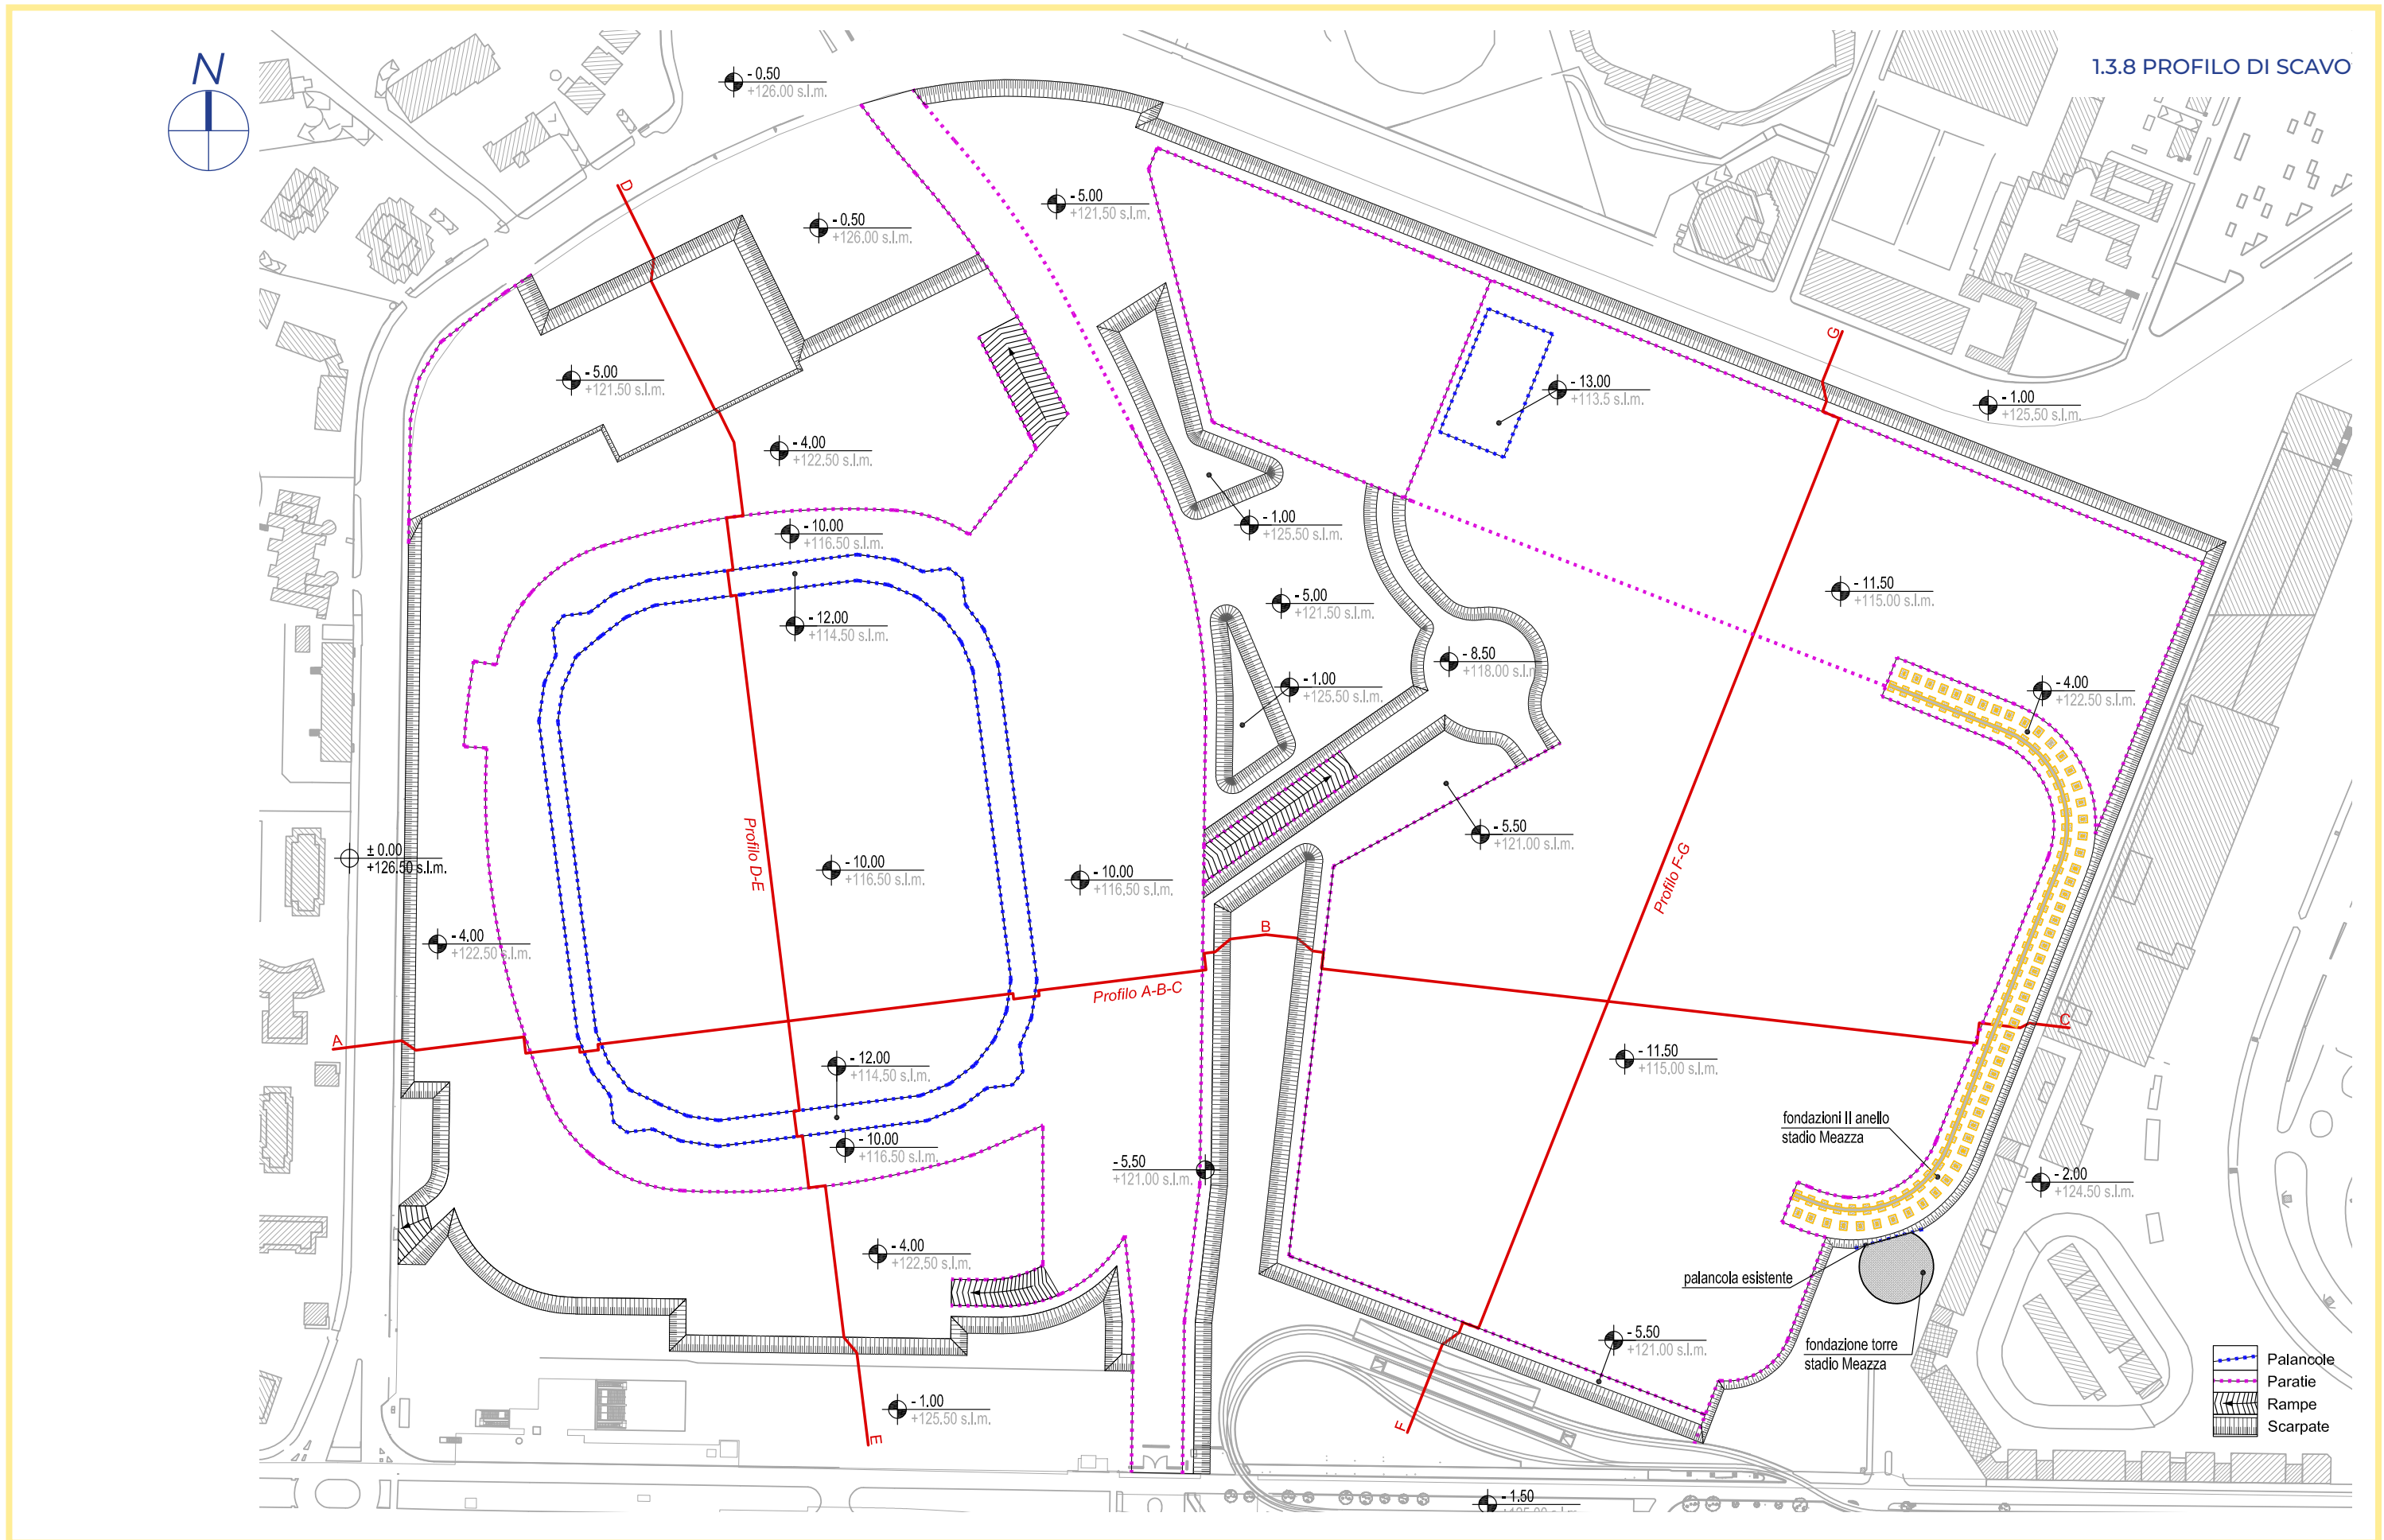 N
1.3.8 PROFILO DI SCAVO
- 0.50
+126.00 s.l.m.
D
- 0.50
+126.00 s.l.m.
- 5.00
+121.50 s.l.m.
G
- 5.00
+121.50 s.l.m.
- 13.00
+113.5 s.l.m.
- 1.00
+125.50 s.l.m.
- 4.00
+122.50 s.l.m.
- 10.00
+116.50 s.l.m.
- 1.00
+125.50 s.l.m.
- 12.00
+114.50 s.l.m.
- 5.00
+121.50 s.l.m.
- 11.50
+115.00 s.l.m.
- 8.50
+118.00 s.l.m
- 1.00
+125.50 s.l.m.
- 4.00
+122.50 s.l.m.
- 5.50
+121.00 s.l.m.
± 0.00
+126.50 s.l.m.
Profilo D-E
- 10.00
+116.50 s.l.m.
- 10.00
+116.50 s.l.m.
Profilo F-G
- 4.00
+122.50 s.l.m.
B
Profilo A-B-C
A
C
- 12.00
+114.50 s.l.m.
- 11.50
+115.00 s.l.m.
fondazioni II anello
stadio Meazza
- 10.00
+116.50 s.l.m.
- 5.50
+121.00 s.l.m.
- 2.00
+124.50 s.l.m.
- 4.00
+122.50 s.l.m.
palancola esistente
- 5.50
+121.00 s.l.m.
fondazione torre
stadio Meazza
- 1.00
+125.50 s.l.m.
E
F
Palancole
Paratie
Rampe
Scarpate
- 1.50